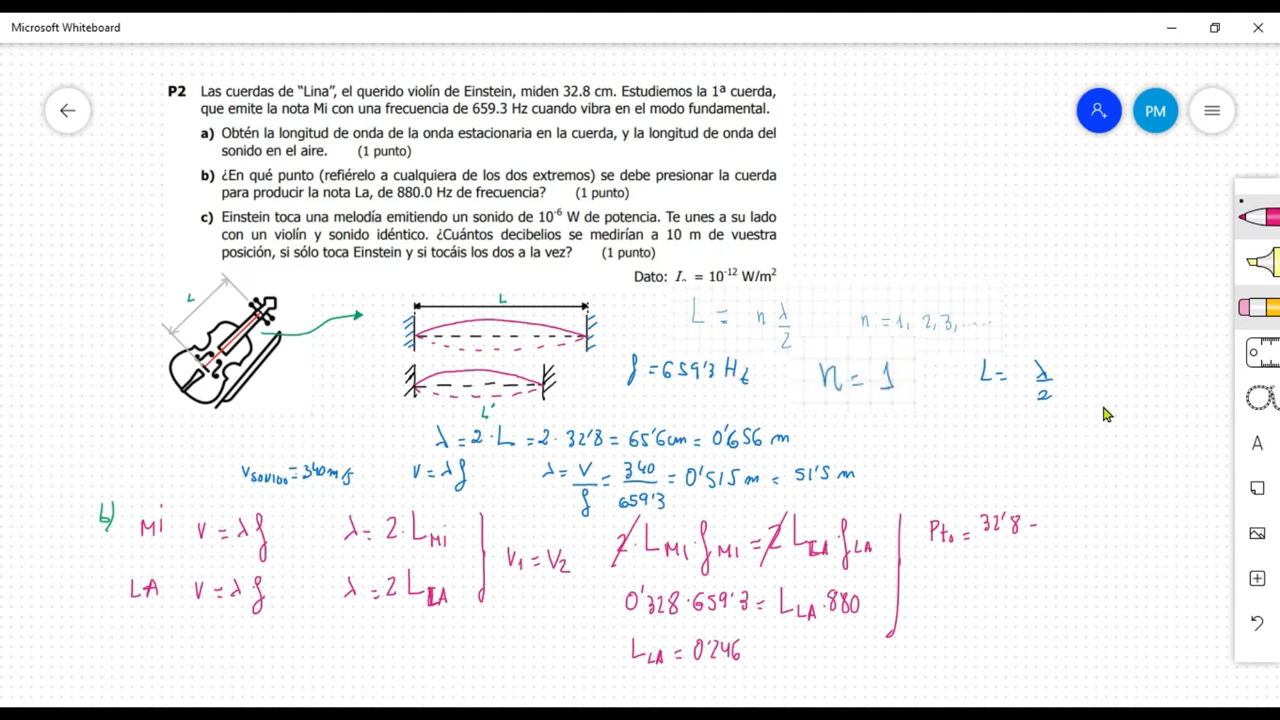 Microsoft Whiteboard
P2 Las cuerdas de “Lina”, el querido violín de Einstein, miden 32.8 cm. Estudiemos la 1ª cuerda,
que emite la nota Mi con una frecuencia de 659.3 Hz cuando vibra en el modo fundamental.
a) Obtén la longitud de onda de la onda estacionaria en la cuerda, y la longitud de onda del
sonido en el aire. (1 punto)
b) ¿En qué punto (refiérelo a cualquiera de los dos extremos) se debe presionar la cuerda
para producir la nota La, de 880.0 Hz de frecuencia? (1 punto)
c) Einstein toca una melodía emitiendo un sonido de 10⁻⁶ W de potencia. Te unes a su lado
con un violín y sonido idéntico. ¿Cuántos decibelios se medirían a 10 m de vuestra
posición, si sólo toca Einstein y si tocáis los dos a la vez? (1 punto)
Dato: I₀ = 10⁻¹² W/m²
PM
L
L
L = n λ/2 n = 1, 2, 3, ....
f = 659'3 Hz n = 1 L = λ/2
L'
λ = 2 · L = 2 · 32'8 = 65'6 cm = 0'656 m
v sonido = 340 m/s v = λ f λ = v/f = 340/659'3 = 0'515 m = 51'5 m
b) MI v = λ f λ = 2 · L MI
LA v = λ f λ = 2 L LA
V₁ = V₂
2 · L MI f MI = 2 L LA f LA
0'328 · 659'3 = L LA · 880
L LA = 0'246
Pto = 32'8 -
A